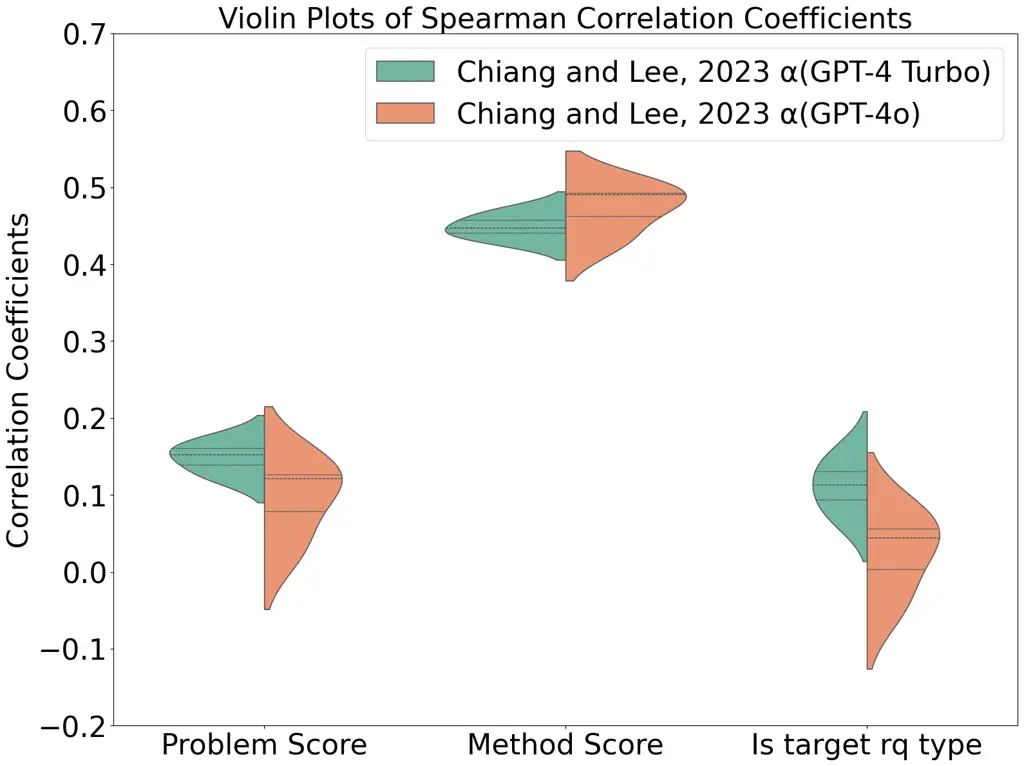 Violin Plots of Spearman Correlation Coefficients
Chiang and Lee, 2023 α(GPT-4 Turbo)
Chiang and Lee, 2023 α(GPT-4o)
Correlation Coefficients
0.7
0.6
0.5
0.4
0.3
0.2
0.1
0.0
−0.1
−0.2
Problem Score
Method Score
Is target rq type